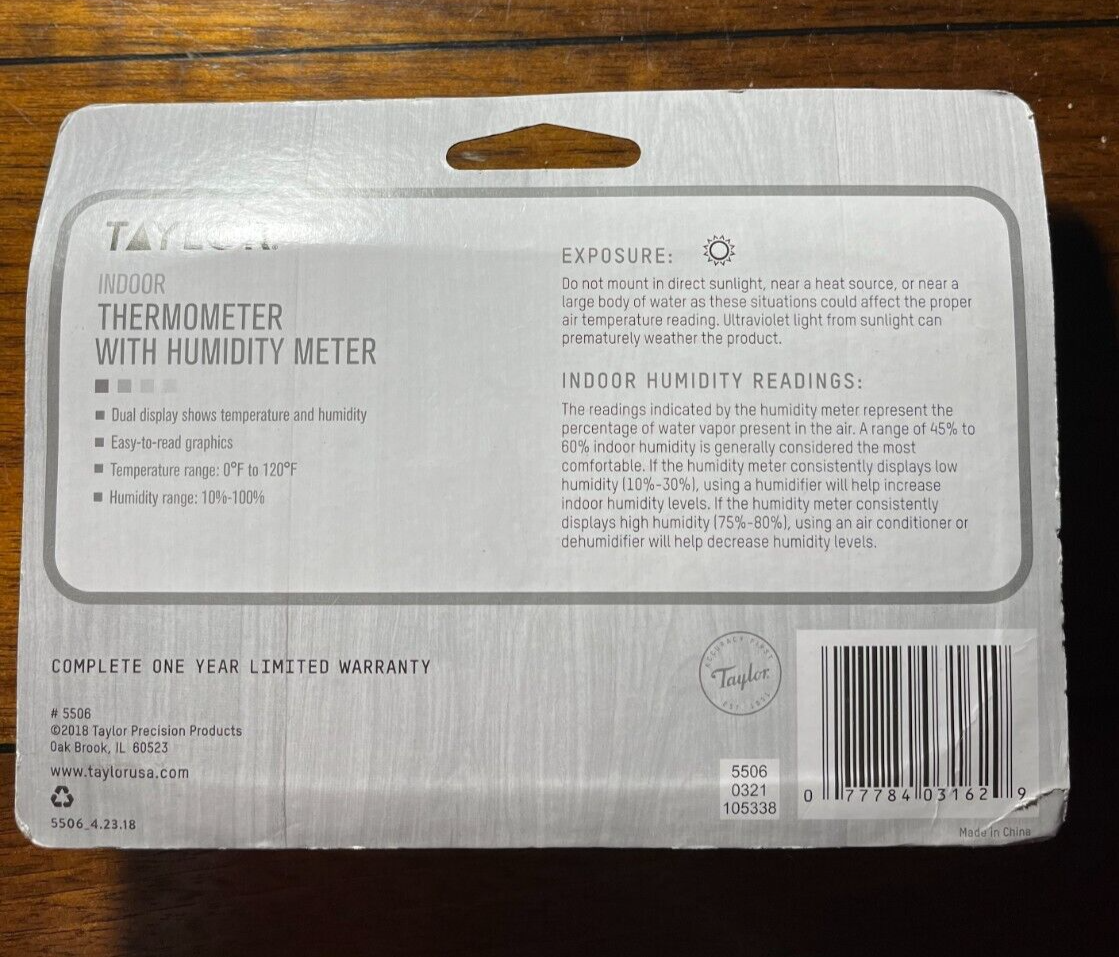 TAYLOR
INDOOR
THERMOMETER
WITH HUMIDITY METER
Dual display shows temperature and humidity
Easy-to-read graphics
Temperature range: 0°F to 120°F
Humidity range: 10%-100%
EXPOSURE:
Do not mount in direct sunlight, near a heat source, or near a
large body of water as these situations could affect the proper
air temperature reading. Ultraviolet light from sunlight can
prematurely weather the product.
INDOOR HUMIDITY READINGS:
The readings indicated by the humidity meter represent the
percentage of water vapor present in the air. A range of 45% to
60% indoor humidity is generally considered the most
comfortable. If the humidity meter consistently displays low
humidity (10%-30%), using a humidifier will help increase
indoor humidity levels. If the humidity meter consistently
displays high humidity (75%-80%), using an air conditioner or
dehumidifier will help decrease humidity levels.
COMPLETE ONE YEAR LIMITED WARRANTY
# 5506
©2018 Taylor Precision Products
Oak Brook, IL 60523
www.taylorusa.com
5506_4.23.18
ACCURACY FIRST
Taylor
EST. 1851
5506
0321
105338
0 77784 03162 9
Made in China